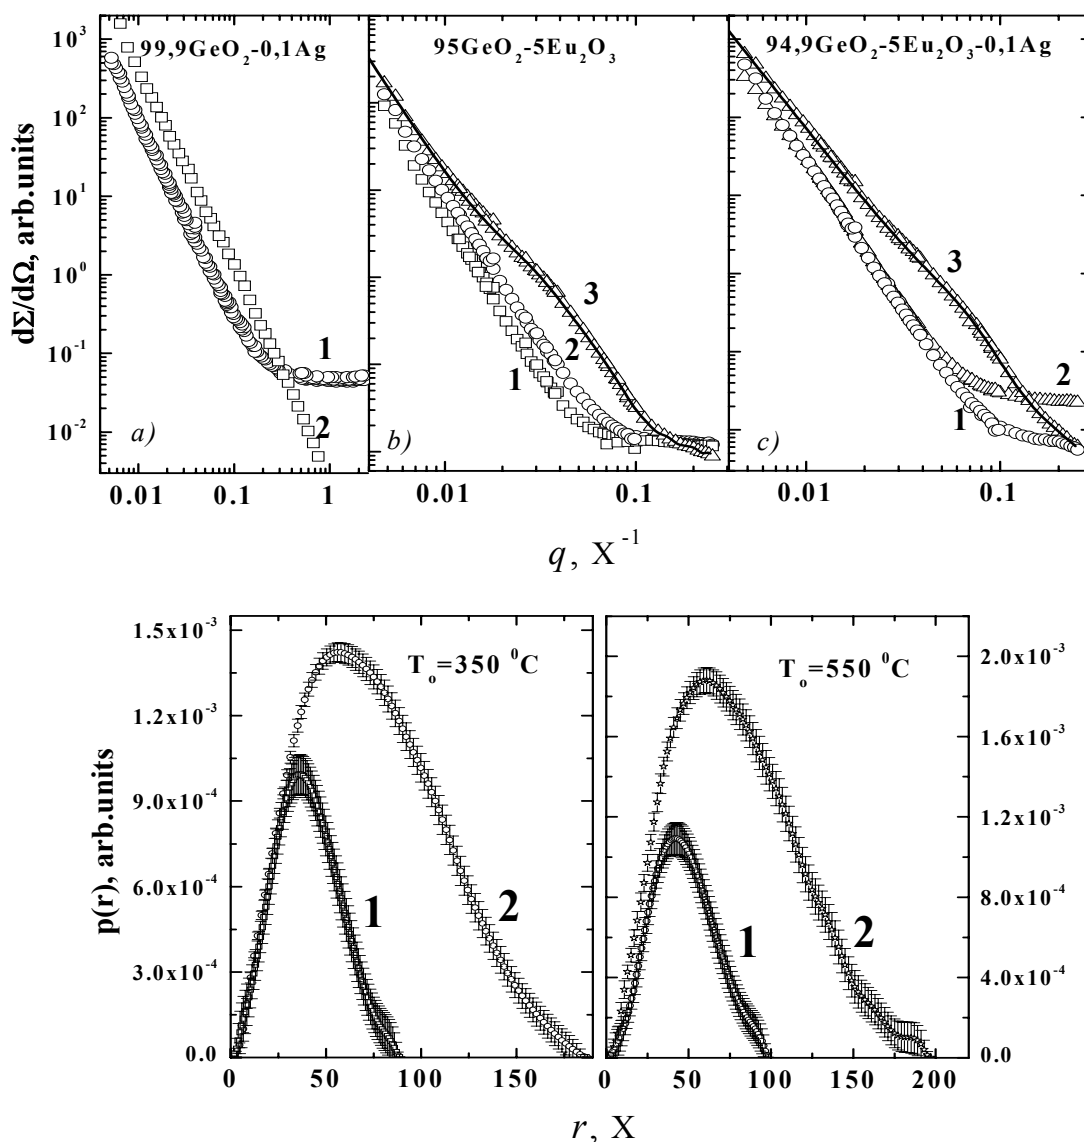 99,9GeO₂-0,1Ag
95GeO₂-5Eu₂O₃
94,9GeO₂-5Eu₂O₃-0,1Ag
dΣ/dΩ, arb.units
10³
10²
10¹
10⁰
10⁻¹
10⁻²
1
2
a)
1
2
3
b)
1
2
3
c)
0.01 0.1 1
0.01 0.1
0.01 0.1
q, X⁻¹
p(r), arb.units
1.5x10⁻³
1.2x10⁻³
9.0x10⁻⁴
6.0x10⁻⁴
3.0x10⁻⁴
0.0
Tₒ=350 ⁰C
1
2
0 50 100 150
Tₒ=550 ⁰C
1
2
2.0x10⁻³
1.6x10⁻³
1.2x10⁻³
8.0x10⁻⁴
4.0x10⁻⁴
0.0
0 50 100 150 200
r, X